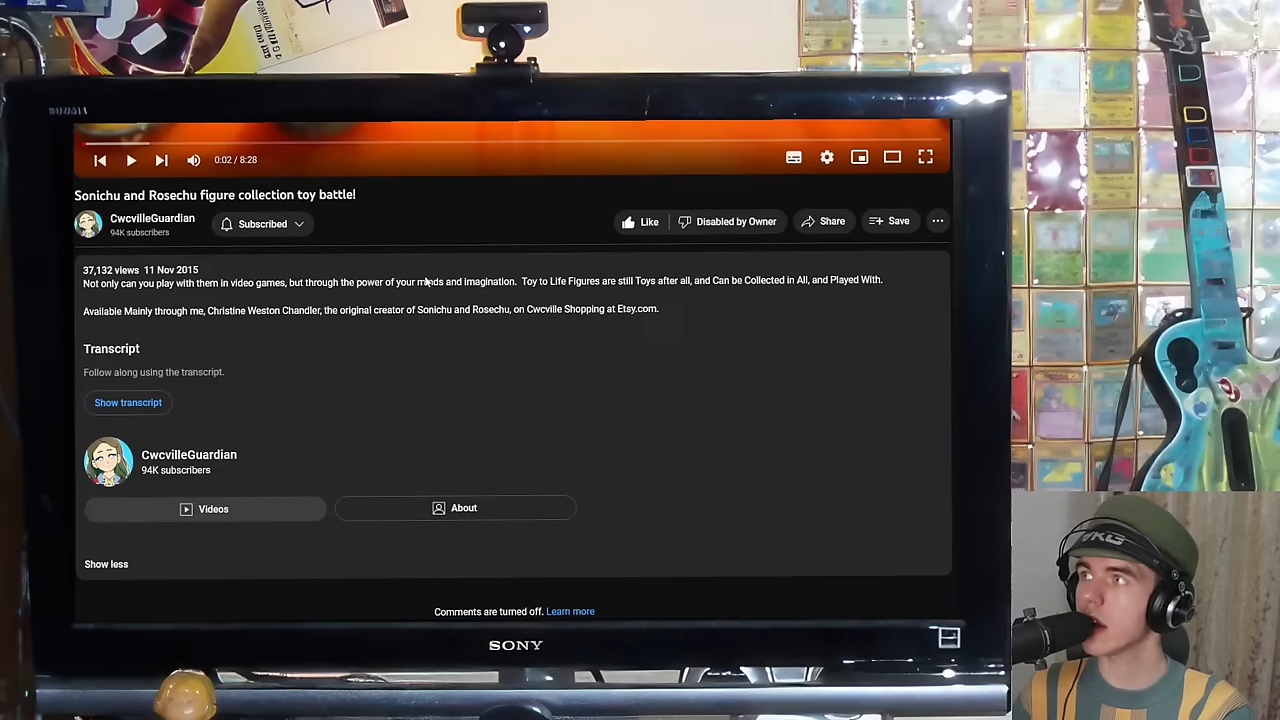 0:02 / 8:28
Sonichu and Rosechu figure collection toy battle!
CwcvilleGuardian
94K subscribers
Subscribed
Like
Disabled by Owner
Share
Save
37,132 views 11 Nov 2015
Not only can you play with them in video games, but through the power of your minds and imagination. Toy to Life Figures are still Toys after all, and Can be Collected in All, and Played With.
Available Mainly through me, Christine Weston Chandler, the original creator of Sonichu and Rosechu, on Cwcville Shopping at Etsy.com.
Transcript
Follow along using the transcript.
Show transcript
CwcvilleGuardian
94K subscribers
Videos
About
Show less
Comments are turned off. Learn more
SONY
AKG